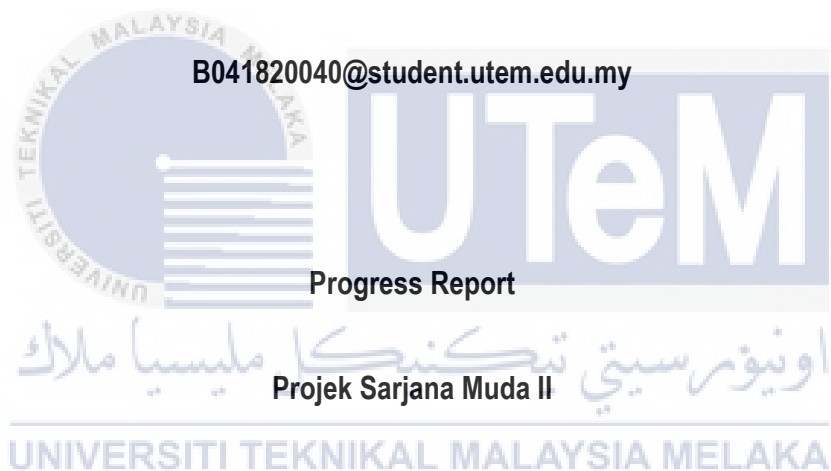 UNIVERSITI TEKNIKAL MALAYSIA MELAKA
B041820040@student.utem.edu.my
UTeM
Progress Report
اونيۏرسيتي تيكنيكل مليسيا ملاك
Projek Sarjana Muda II
UNIVERSITI TEKNIKAL MALAYSIA MELAKA